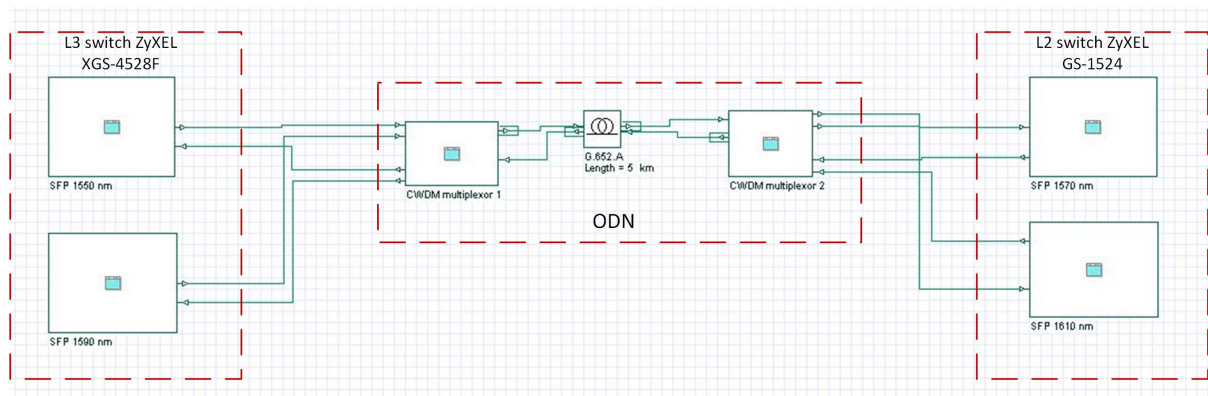 L3 switch ZyXEL
XGS-4528F
SFP 1550 nm
SFP 1590 nm
CWDM multiplexor 1
G.652.A
Length = 5 km
CWDM multiplexor 2
ODN
L2 switch ZyXEL
GS-1524
SFP 1570 nm
SFP 1610 nm